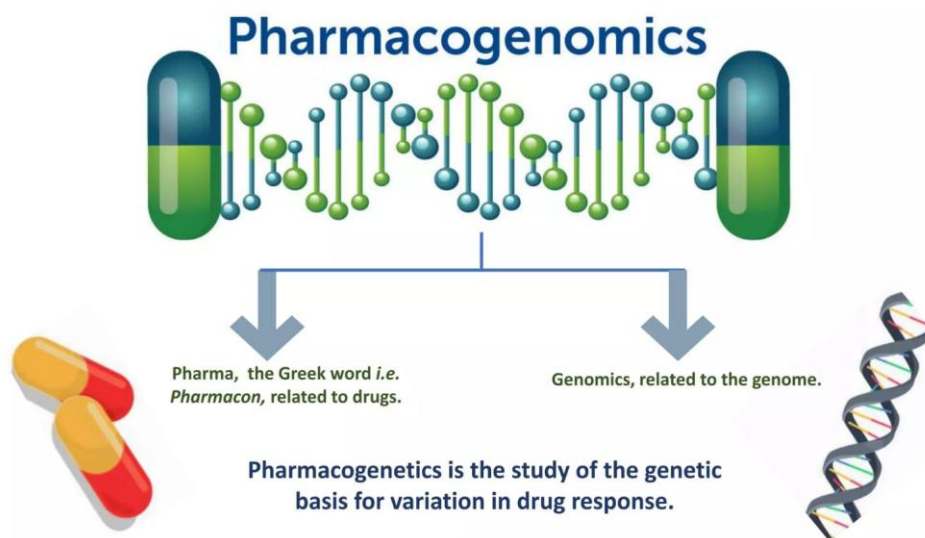 Pharmacogenomics
Pharma, the Greek word i.e.
Pharmacon, related to drugs.
Genomics, related to the genome.
Pharmacogenetics is the study of the genetic
basis for variation in drug response.